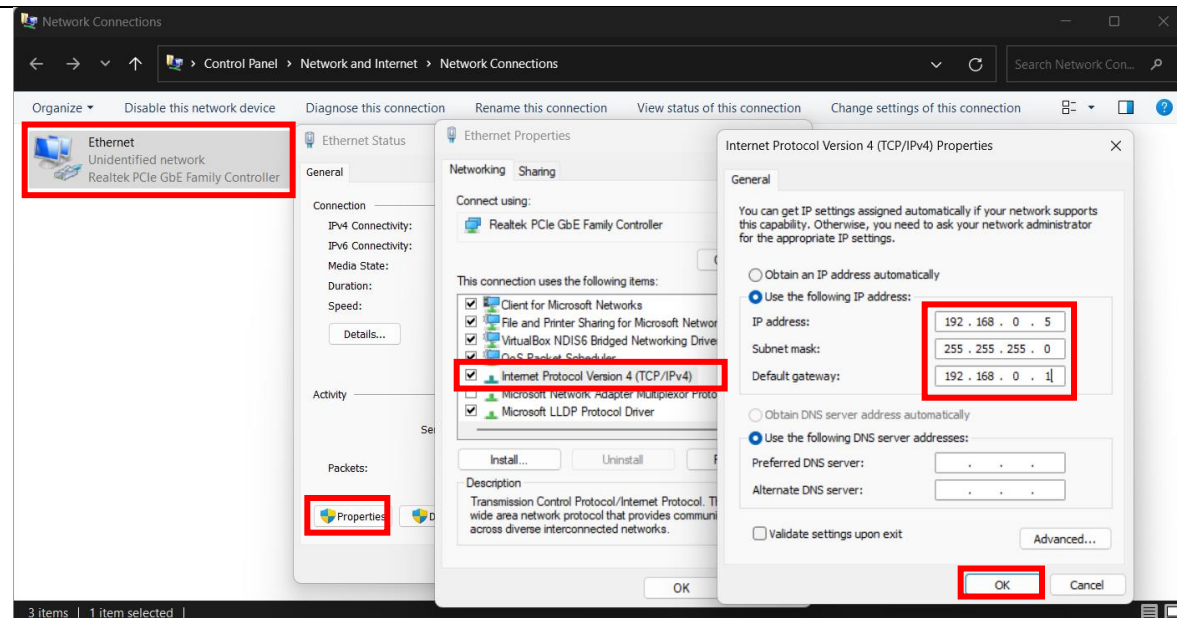 Network Connections
Control Panel > Network and Internet > Network Connections
Search Network Con...
Organize Disable this network device Diagnose this connection Rename this connection View status of this connection Change settings of this connection
Ethernet
Unidentified network
Realtek PCIe GbE Family Controller
Ethernet Status
General
Connection
IPv4 Connectivity:
IPv6 Connectivity:
Media State:
Duration:
Speed:
Details...
Activity
Packets:
Properties
Ethernet Properties
Networking Sharing
Connect using:
Realtek PCIe GbE Family Controller
This connection uses the following items:
Client for Microsoft Networks
File and Printer Sharing for Microsoft Networ
VirtualBox NDIS6 Bridged Networking Drive
QoS Packet Scheduler
Internet Protocol Version 4 (TCP/IPv4)
Microsoft Network Adapter Multiplexor Proto
Microsoft LLDP Protocol Driver
Install... Uninstall
Description
Transmission Control Protocol/Internet Protocol.
wide area network protocol that provides communi
across diverse interconnected networks.
OK
Internet Protocol Version 4 (TCP/IPv4) Properties
General
You can get IP settings assigned automatically if your network supports
this capability. Otherwise, you need to ask your network administrator
for the appropriate IP settings.
Obtain an IP address automatically
Use the following IP address:
IP address: 192 . 168 . 0 . 5
Subnet mask: 255 . 255 . 255 . 0
Default gateway: 192 . 168 . 0 . 1
Obtain DNS server address automatically
Use the following DNS server addresses:
Preferred DNS server: . . .
Alternate DNS server: . . .
Validate settings upon exit
Advanced...
OK Cancel
3 items | 1 item selected |